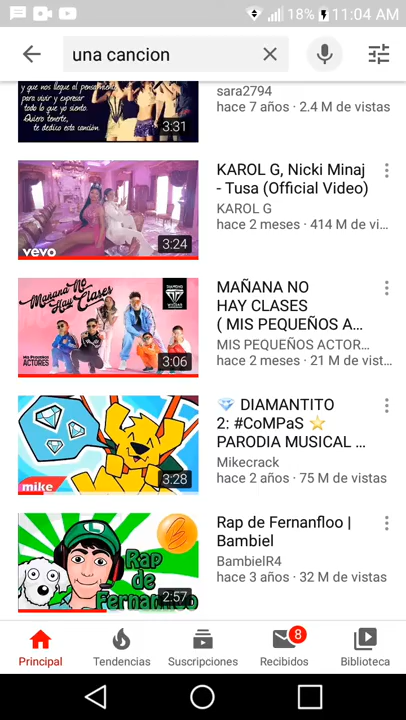 18% 11:04 AM
una cancion
y que nos llegue al pensamiento
para vivir y expresar
todo lo que yo siento.
Quiero tenerte,
te dedico esta canción.
3:31
sara2794
hace 7 años · 2.4 M de vistas
KAROL G, Nicki Minaj
- Tusa (Official Video)
KAROL G
hace 2 meses · 414 M de vi...
vevo
3:24
Mañana No
Hay Clases
Mis Pequeños
ACTORES
3:06
MAÑANA NO
HAY CLASES
( MIS PEQUEÑOS A...
MIS PEQUEÑOS ACTOR...
hace 2 meses · 21 M de vist...
mike
3:28
💎 DIAMANTITO
2: #CoMPaS ⭐
PARODIA MUSICAL ...
Mikecrack
hace 2 años · 75 M de vistas
L
Rap
de
Fernanfloo
2:57
Rap de Fernanfloo |
Bambiel
BambielR4
hace 3 años · 32 M de vistas
8
Principal Tendencias Suscripciones Recibidos Biblioteca